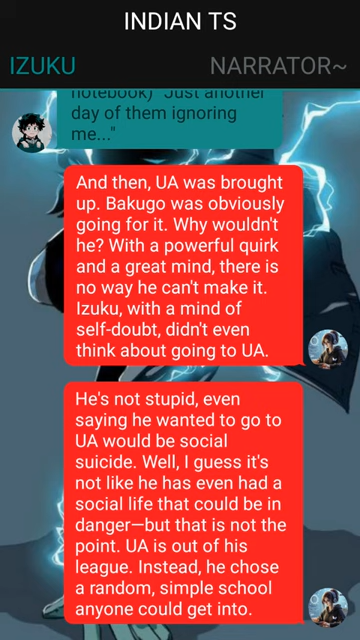 INDIAN TS
IZUKU NARRATOR~
notebook) "Just another
day of them ignoring
me..."
And then, UA was brought
up. Bakugo was obviously
going for it. Why wouldn't
he? With a powerful quirk
and a great mind, there is
no way he can't make it.
Izuku, with a mind of
self-doubt, didn't even
think about going to UA.
He's not stupid, even
saying he wanted to go to
UA would be social
suicide. Well, I guess it's
not like he has even had a
social life that could be in
danger—but that is not the
point. UA is out of his
league. Instead, he chose
a random, simple school
anyone could get into.